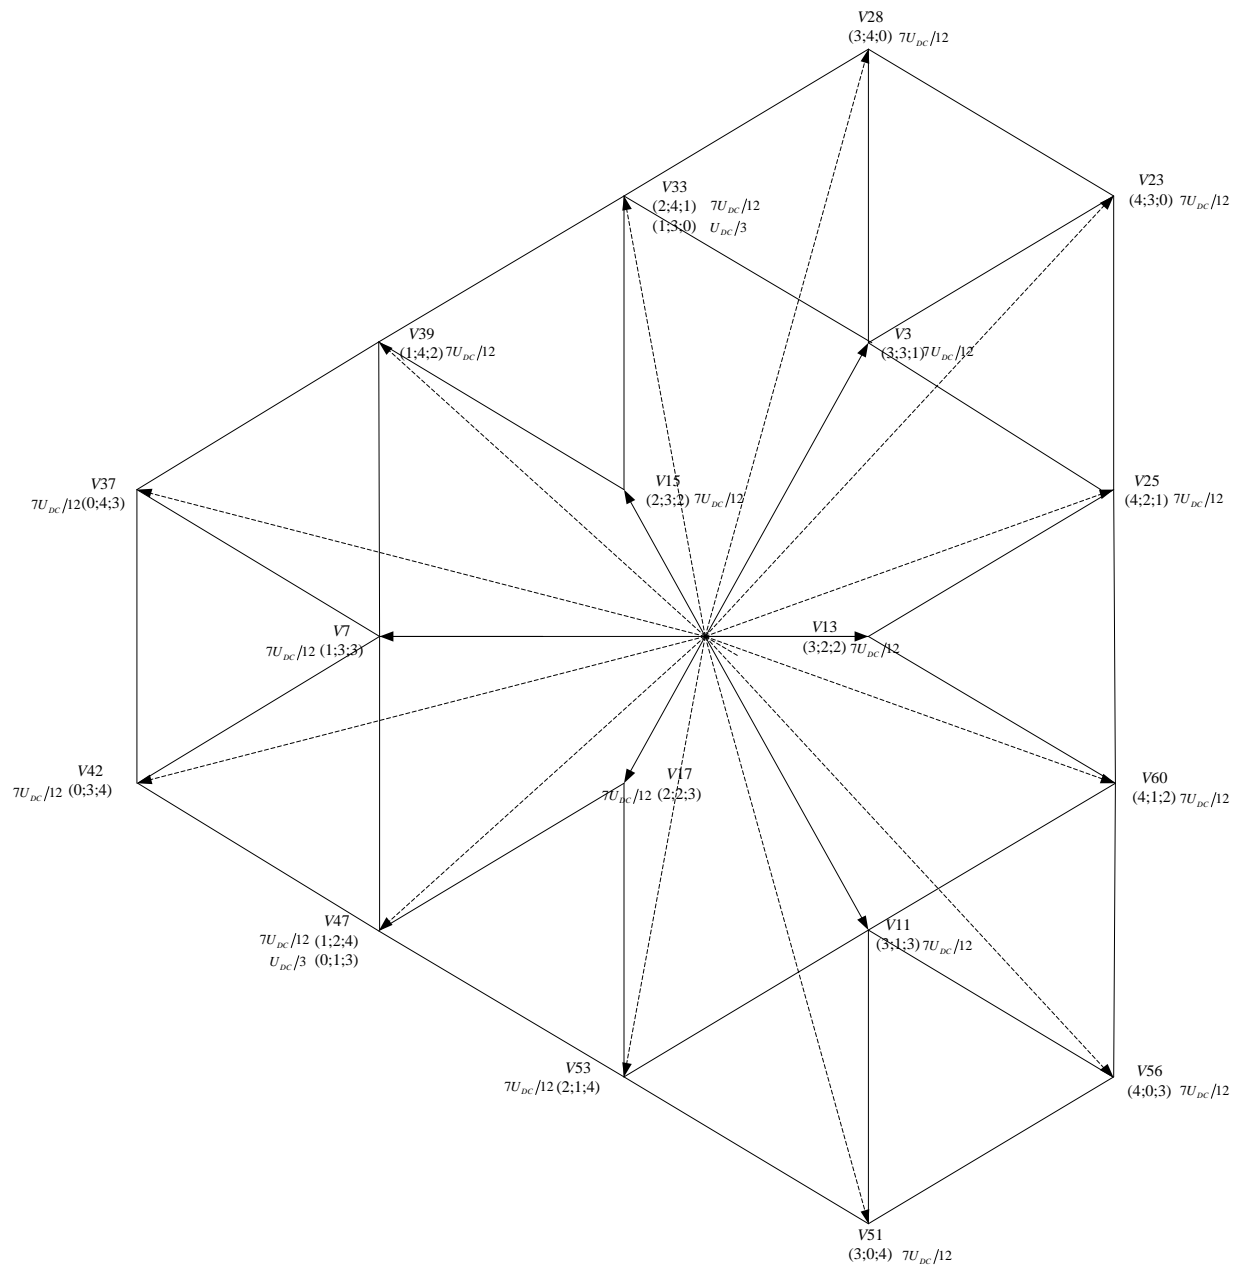 V28
(3;4;0) 7U_DC/12
V23
(4;3;0) 7U_DC/12
V33
(2;4;1) 7U_DC/12
(1;3;0) U_DC/3
V39
(1;4;2) 7U_DC/12
V3
(3;3;1) 7U_DC/12
V37
7U_DC/12 (0;4;3)
V15
(2;3;2) 7U_DC/12
V25
(4;2;1) 7U_DC/12
V7
7U_DC/12 (1;3;3)
V13
(3;2;2) 7U_DC/12
V42
7U_DC/12 (0;3;4)
V17
7U_DC/12 (2;2;3)
V60
(4;1;2) 7U_DC/12
V47
7U_DC/12 (1;2;4)
U_DC/3 (0;1;3)
V11
(3;1;3) 7U_DC/12
V53
7U_DC/12 (2;1;4)
V56
(4;0;3) 7U_DC/12
V51
(3;0;4) 7U_DC/12